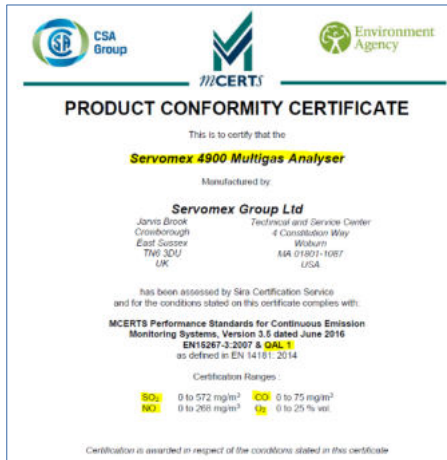 CSA
Group
mCERTs
Environment
Agency
PRODUCT CONFORMITY CERTIFICATE
This is to certify that the
Servomex 4900 Multigas Analyser
Manufactured by
Servomex Group Ltd
Jarvis Brook Technical and Service Center
Crowborough 4 Constitution Way
East Sussex Woburn
TN6 3DU MA 01801-1087
UK USA
has been assessed by Sira Certification Service
and for the conditions stated on this certificate complies with:
MCERTS Performance Standards for Continuous Emission
Monitoring Systems, Version 3.5 dated June 2016
EN15267-3:2007 & QAL 1
as defined in EN 14181: 2014
Certification Ranges :
SO₂ 0 to 572 mg/m³ CO 0 to 75 mg/m³
NO 0 to 268 mg/m³ O₂ 0 to 25 % vol.
Certification is awarded in respect of the conditions stated in this certificate